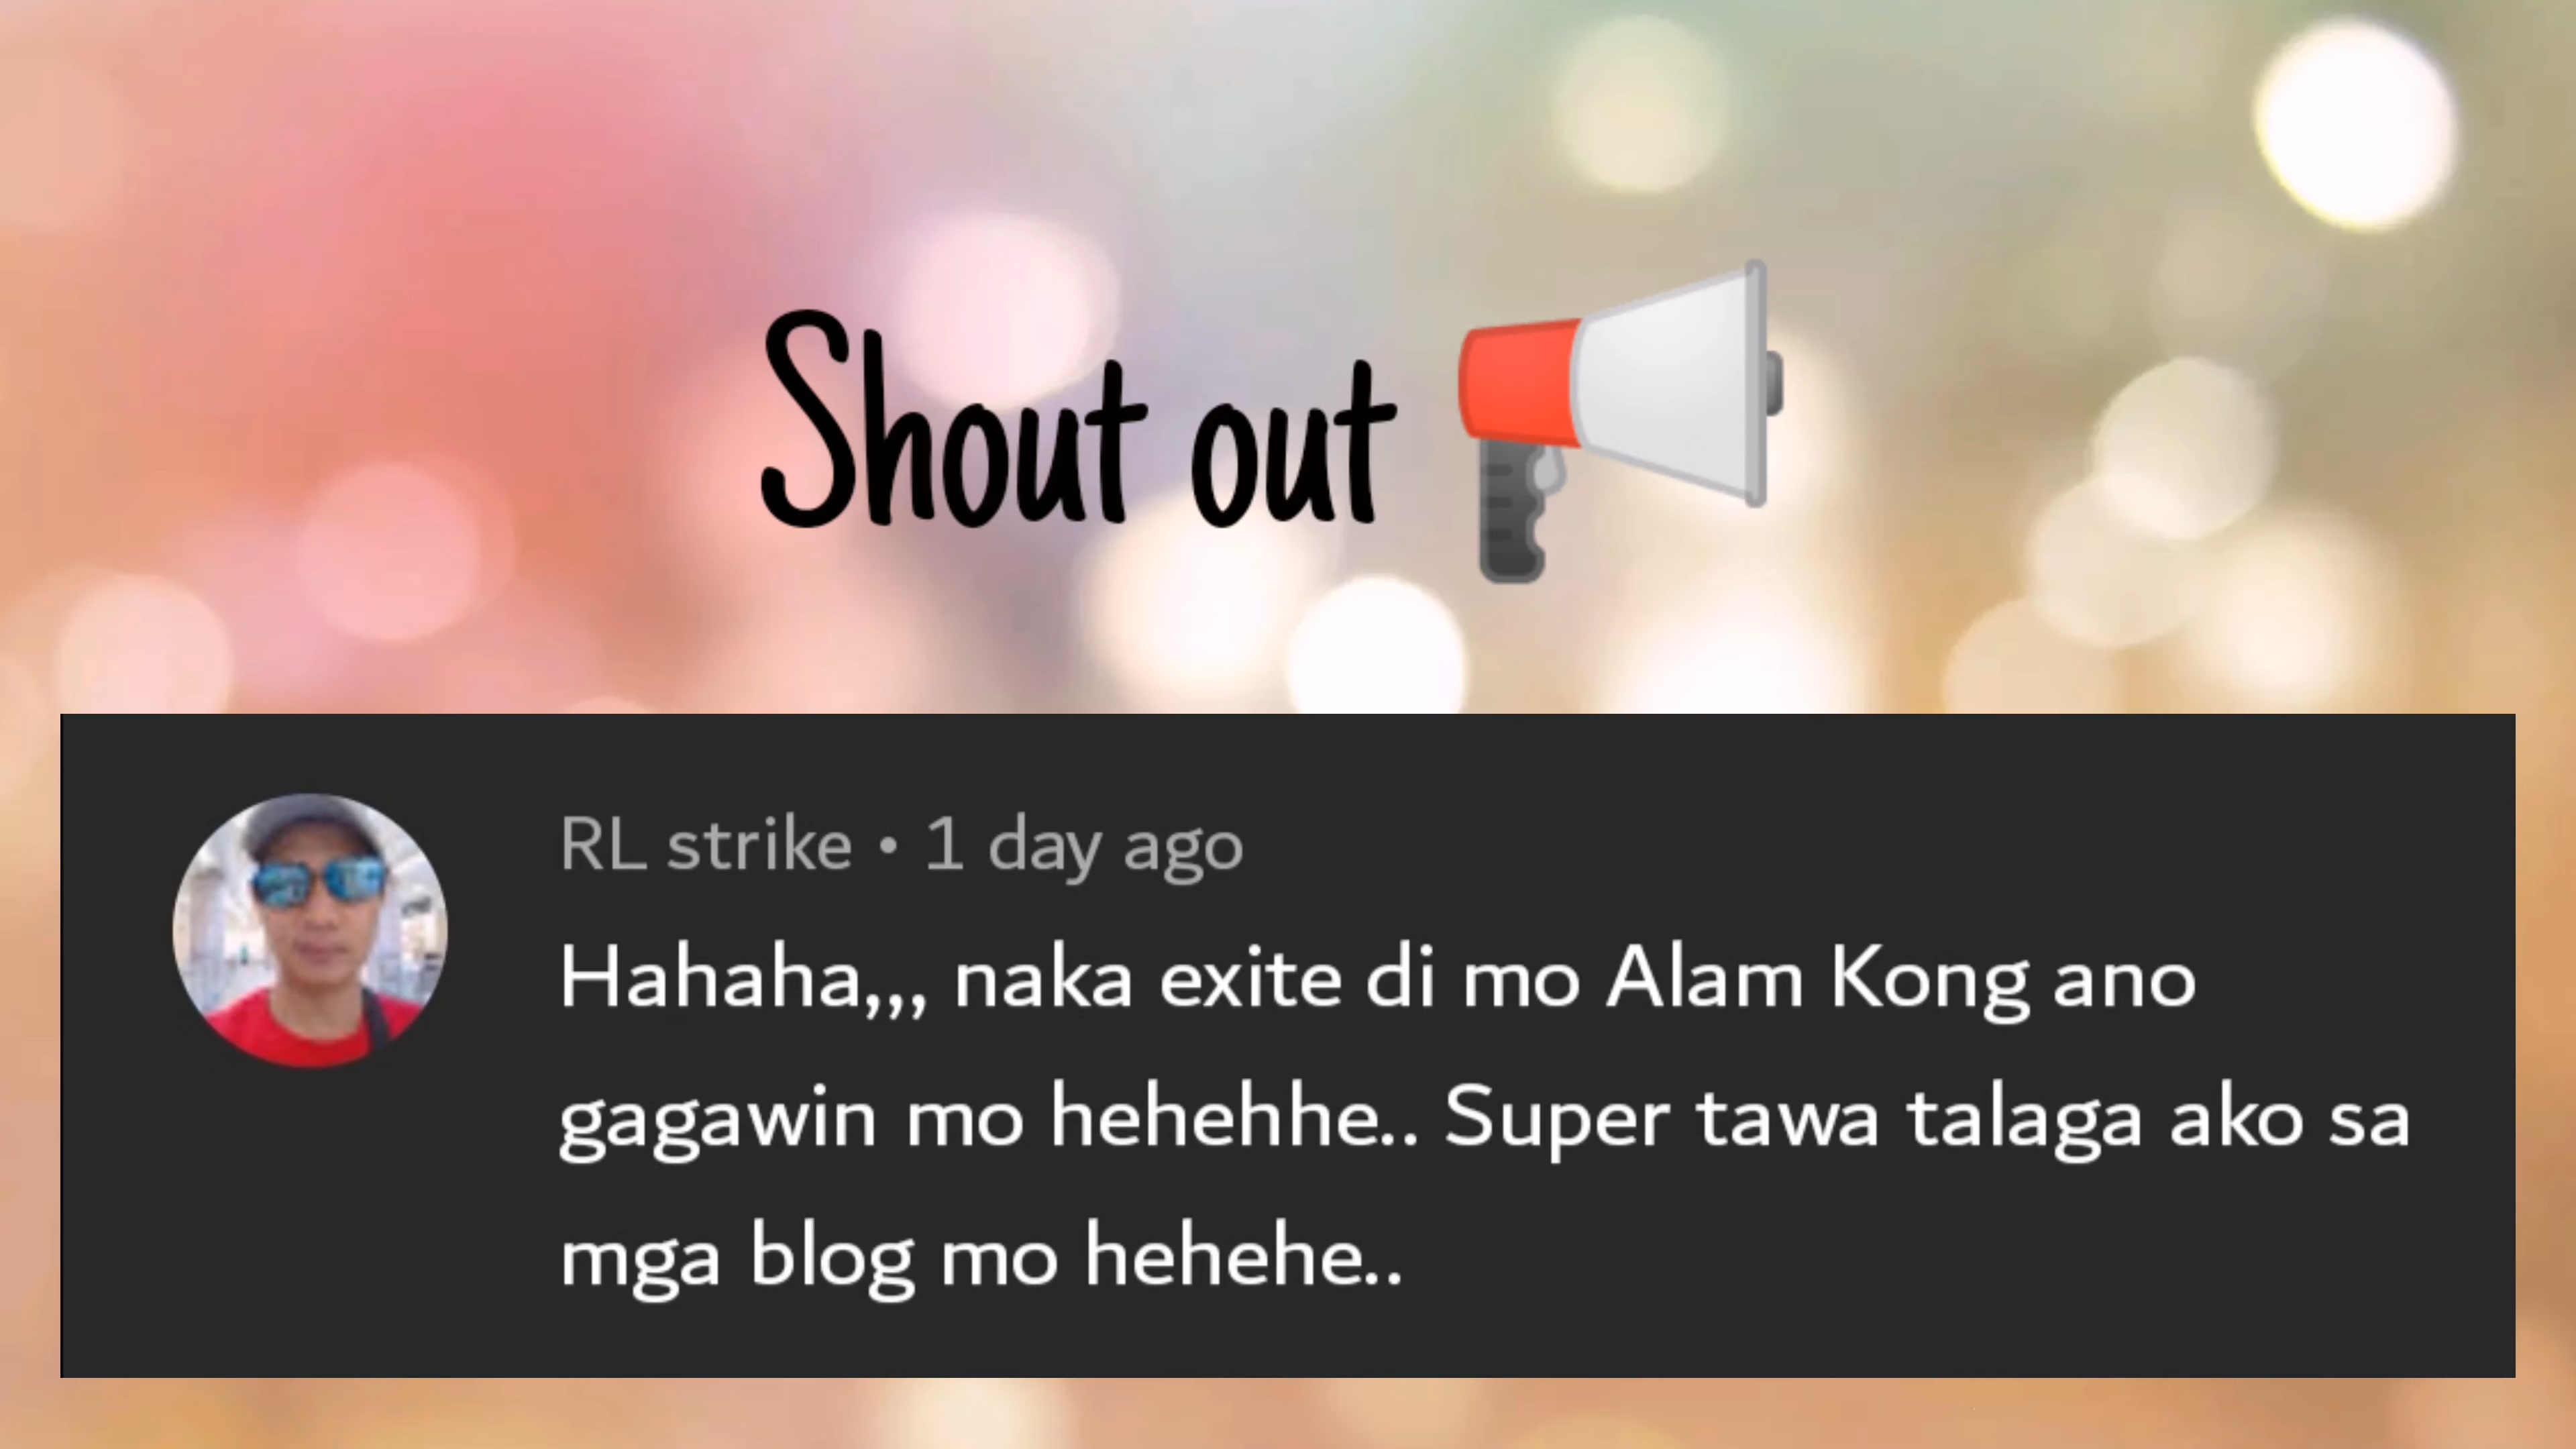 Shout out
RL strike • 1 day ago
Hahaha,,, naka exite di mo Alam Kong ano
gagawin mo hehehhe.. Super tawa talaga ako sa
mga blog mo hehehe..